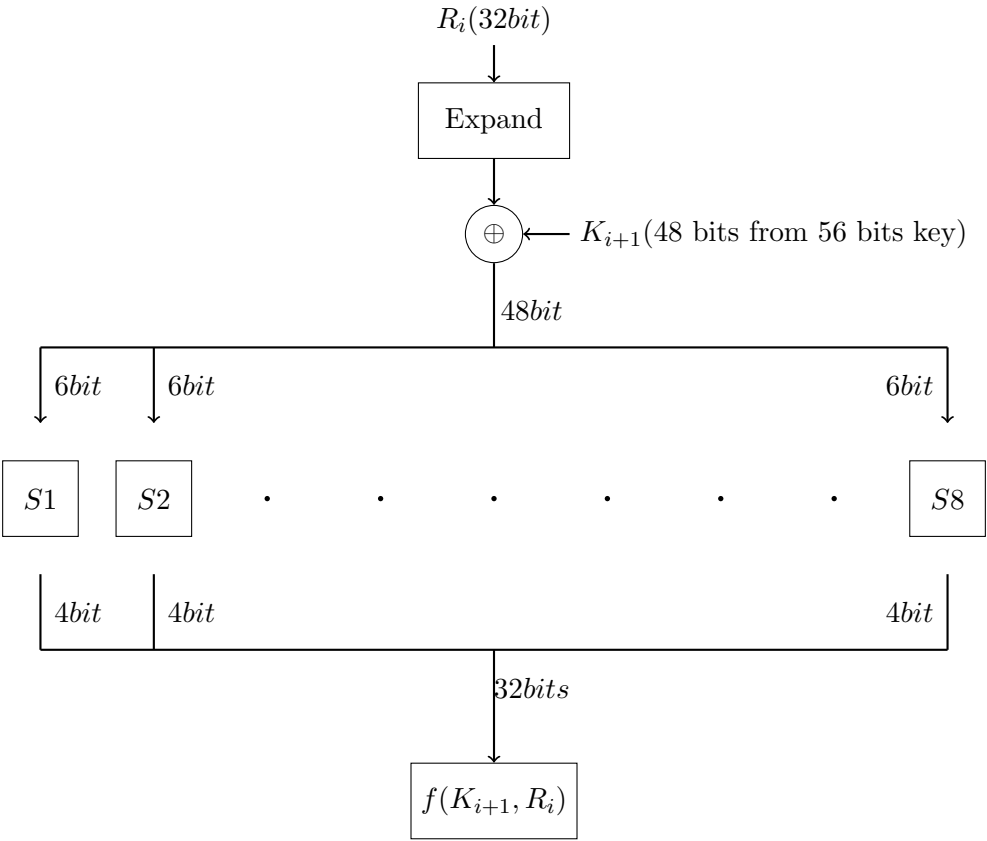 R_i(32bit)
Expand
⊕ K_{i+1}(48 bits from 56 bits key)
48bit
6bit 6bit 6bit
S1 S2 . . . . . . S8
4bit 4bit 4bit
32bits
f(K_{i+1}, R_i)